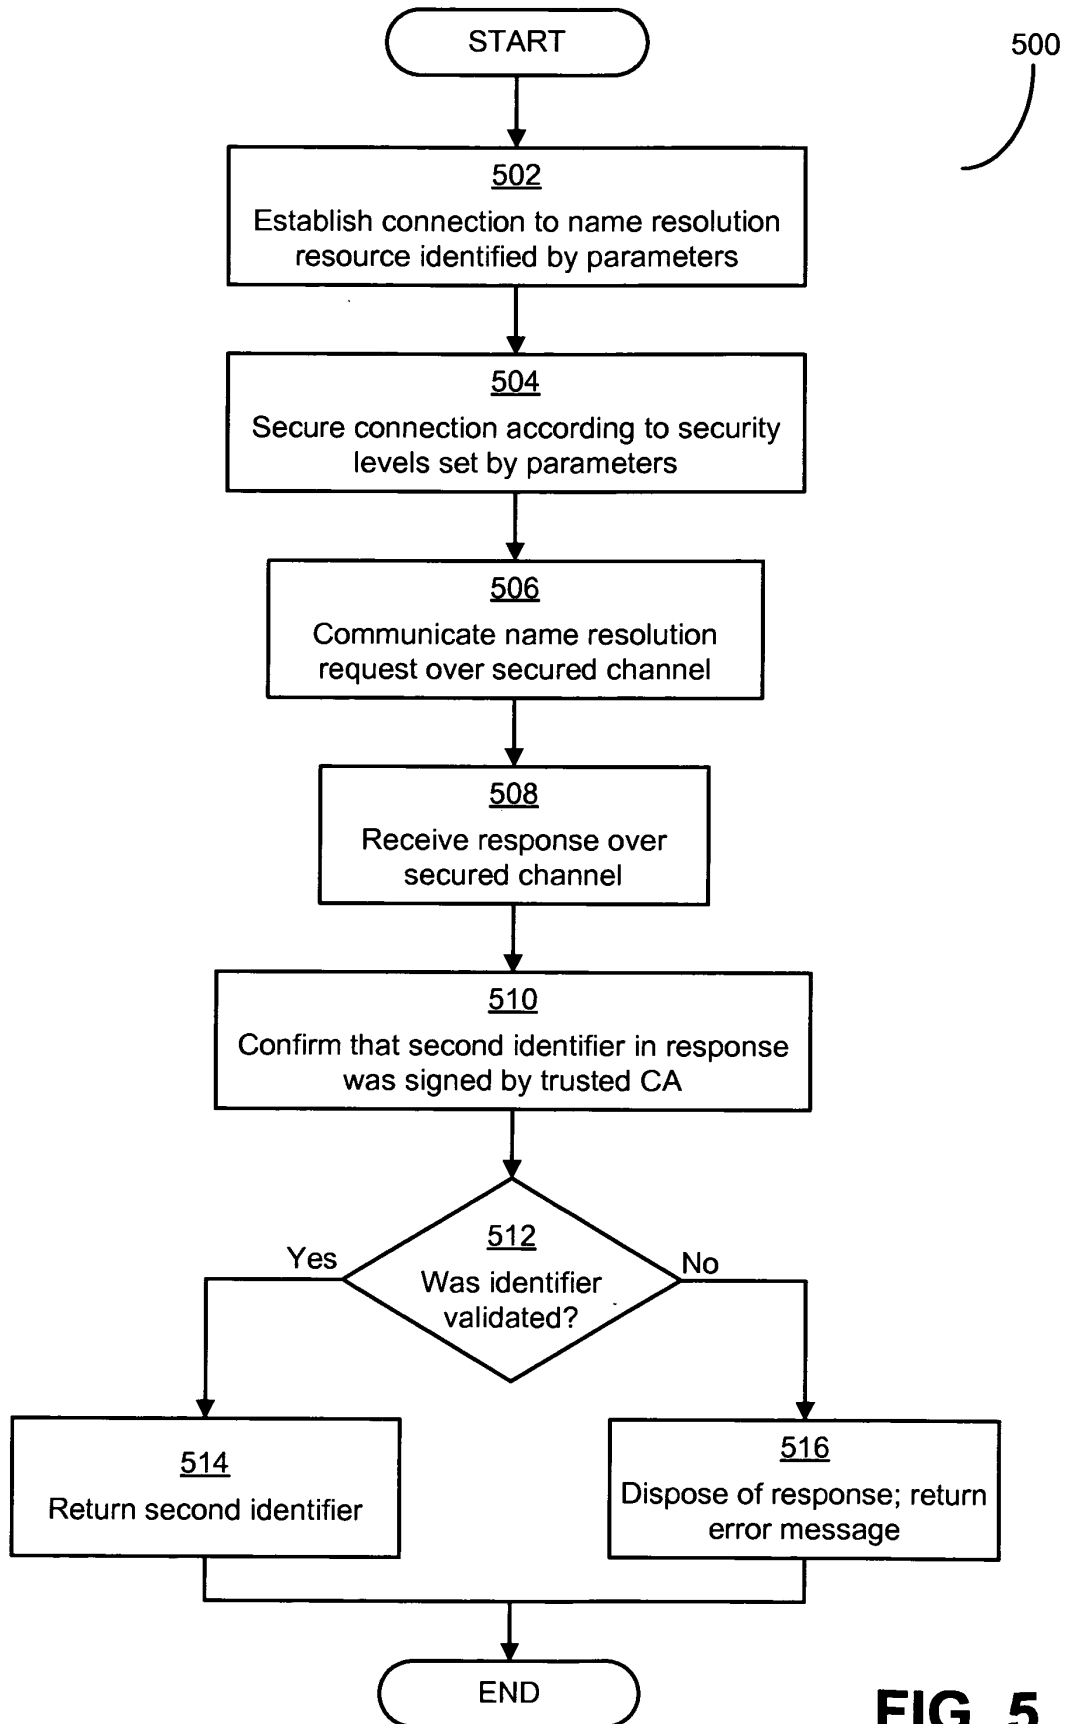 START
500
502
Establish connection to name resolution
resource identified by parameters
504
Secure connection according to security
levels set by parameters
506
Communicate name resolution
request over secured channel
508
Receive response over
secured channel
510
Confirm that second identifier in response
was signed by trusted CA
512
Was identifier
validated?
Yes
No
514
Return second identifier
516
Dispose of response; return
error message
END
FIG. 5